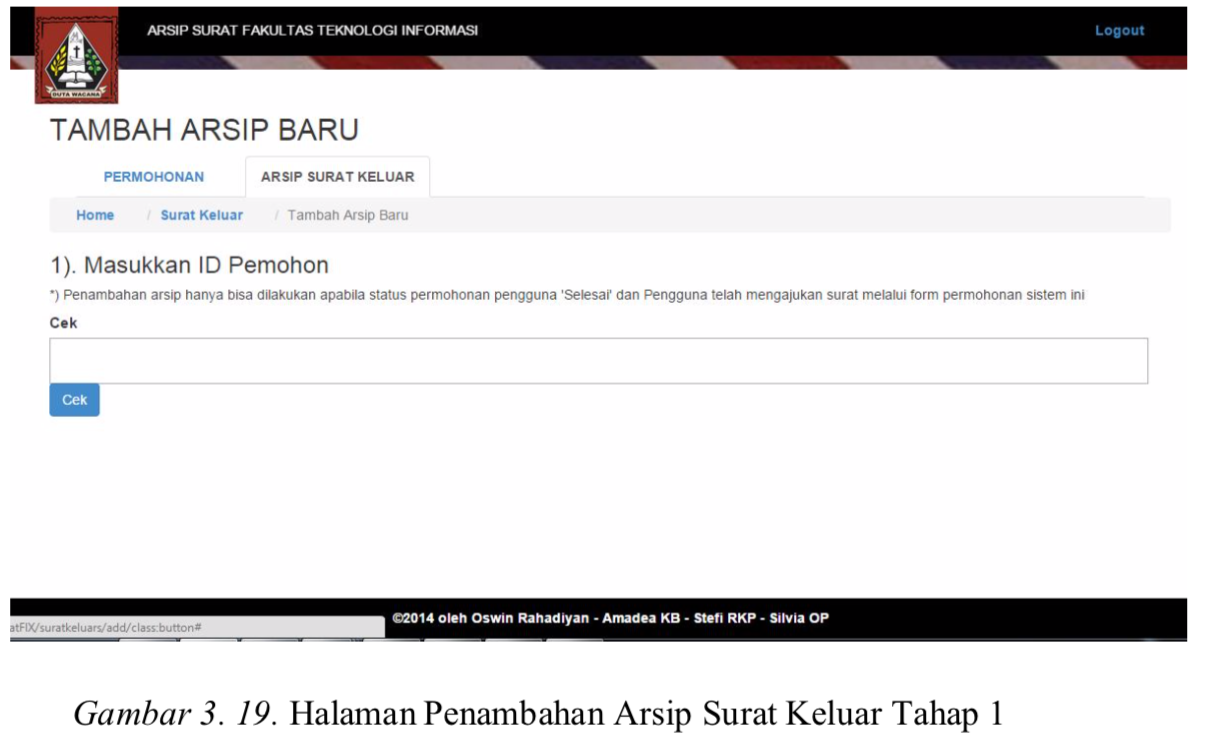 ARSIP SURAT FAKULTAS TEKNOLOGI INFORMASI
Logout
DUTA WACANA
TAMBAH ARSIP BARU
PERMOHONAN
ARSIP SURAT KELUAR
Home / Surat Keluar / Tambah Arsip Baru
1). Masukkan ID Pemohon
*) Penambahan arsip hanya bisa dilakukan apabila status permohonan pengguna 'Selesai' dan Pengguna telah mengajukan surat melalui form permohonan sistem ini
Cek
Cek
©2014 oleh Oswin Rahadiyan - Amadea KB - Stefi RKP - Silvia OP
atFIX/suratkeluars/add/class:button#
Gambar 3. 19. Halaman Penambahan Arsip Surat Keluar Tahap 1